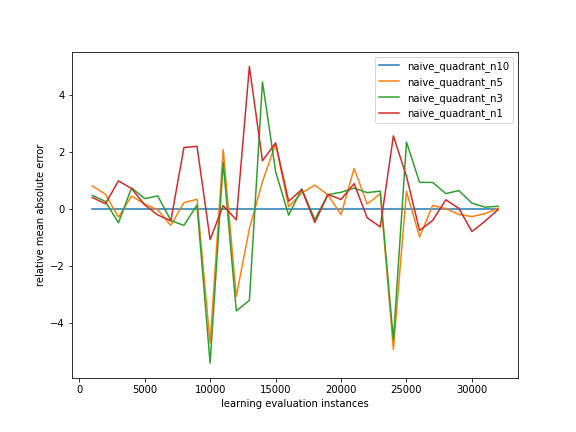 naive_quadrant_n10
naive_quadrant_n5
naive_quadrant_n3
naive_quadrant_n1
4
2
0
−2
−4
relative mean absolute error
0
5000
10000
15000
20000
25000
30000
learning evaluation instances